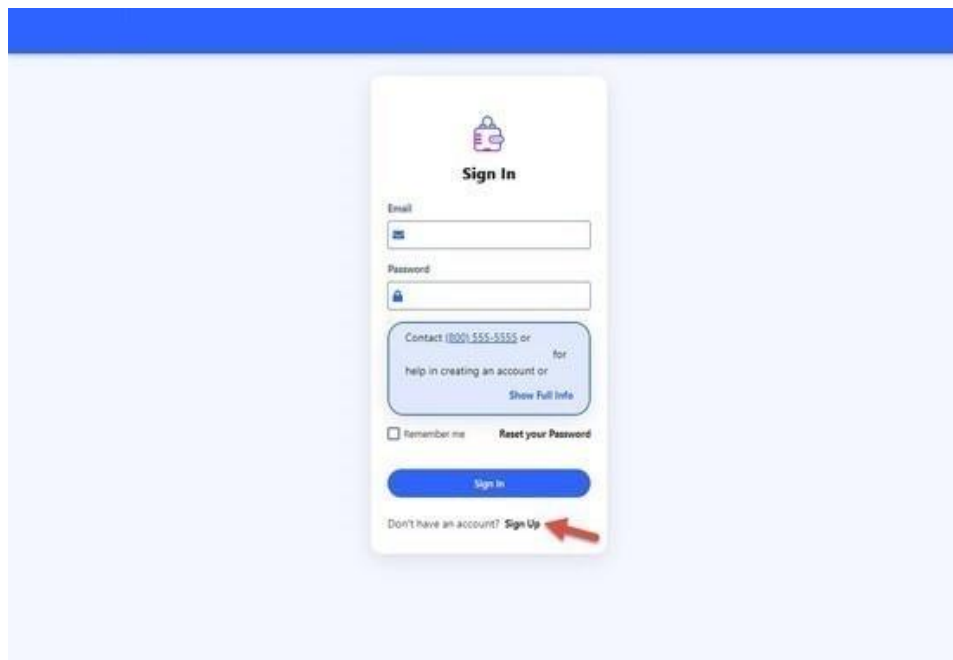 Sign In
Email
Password
Contact (800) 555-5555 or
for
help in creating an account or
Show Full Info
Remember me Reset your Password
Sign In
Don't have an account? Sign Up